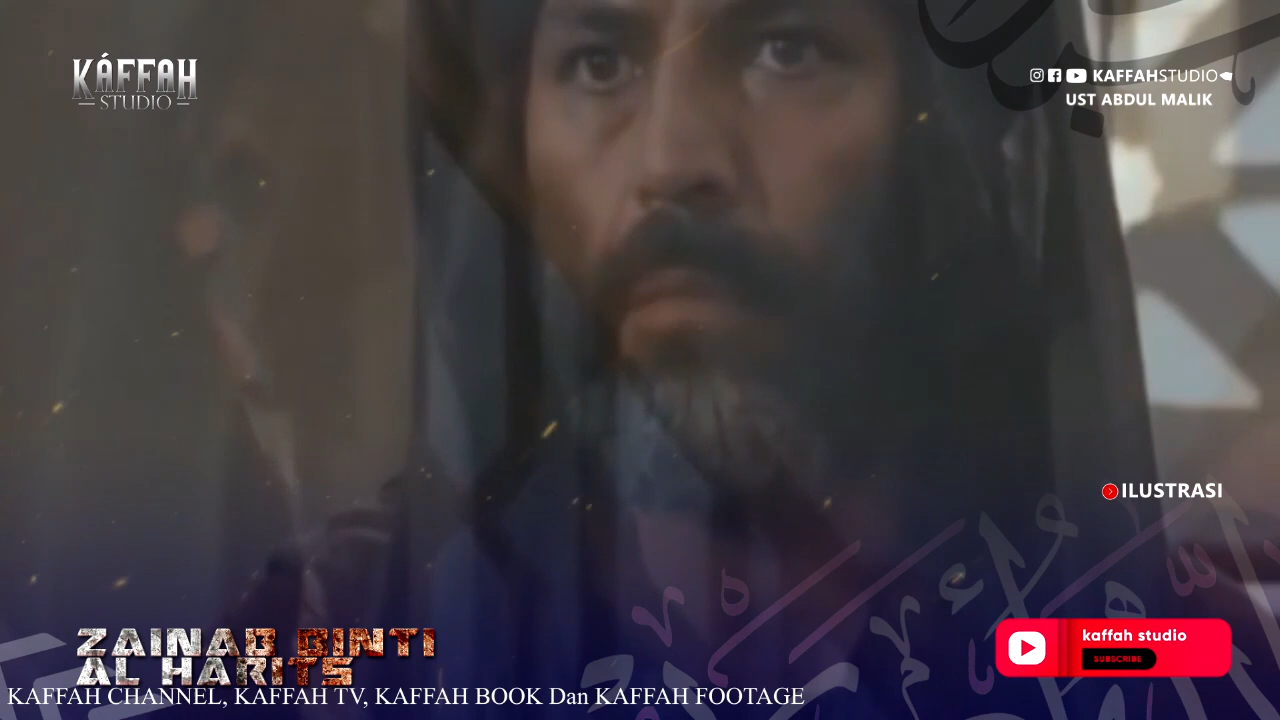 KÁFFAH
STUDIO
KAFFAHSTUDIO
UST ABDUL MALIK
ILUSTRASI
ZAINAB BINTI
AL HARITS
kaffah studio
SUBSCRIBE
KAFFAH CHANNEL, KAFFAH TV, KAFFAH BOOK Dan KAFFAH FOOTAGE